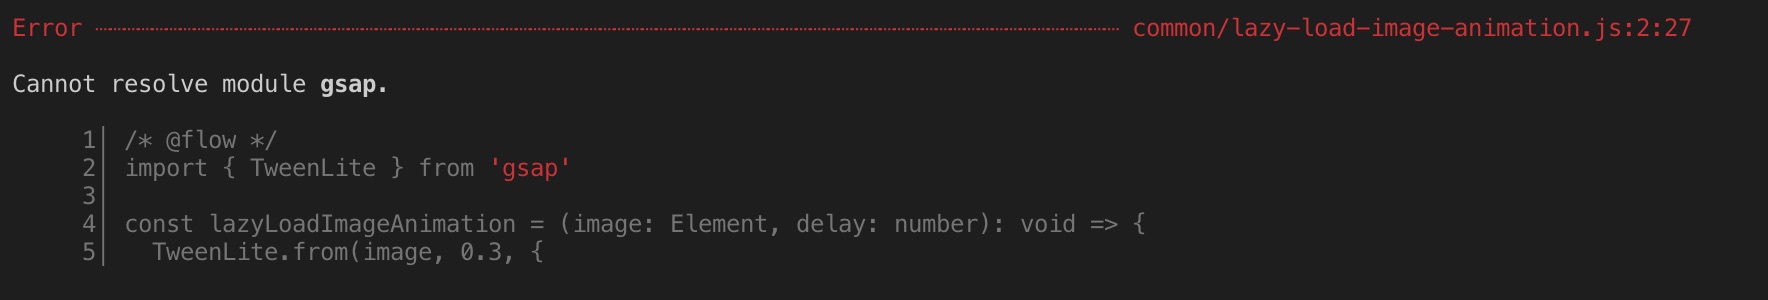 Error ┈┈┈┈┈┈┈┈┈┈┈┈┈┈┈┈┈┈┈┈┈┈┈┈┈┈┈┈┈┈┈┈┈┈┈┈┈┈┈┈┈┈┈┈┈┈┈┈┈┈┈┈┈┈┈┈┈┈┈┈┈┈┈┈┈┈┈┈┈┈┈┈┈┈ common/lazy-load-image-animation.js:2:27
Cannot resolve module gsap.
1│ /* @flow */
2│ import { TweenLite } from 'gsap'
3│
4│ const lazyLoadImageAnimation = (image: Element, delay: number): void => {
5│   TweenLite.from(image, 0.3, {